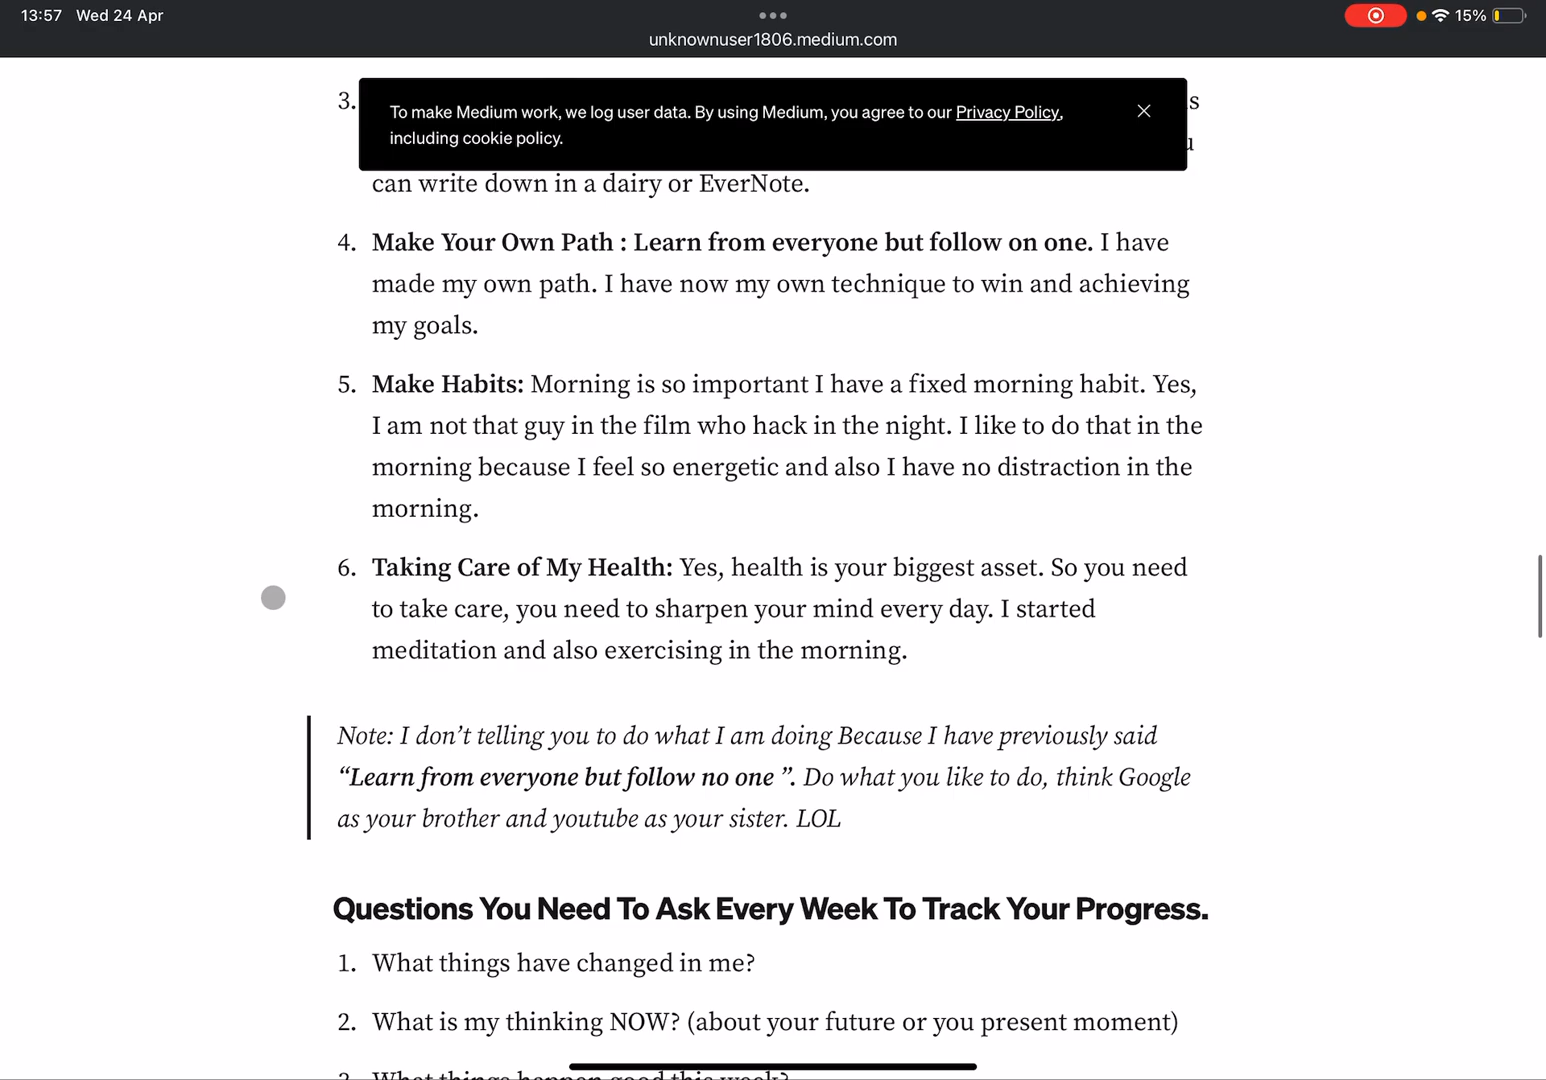 13:57 Wed 24 Apr
15%
unknownuser1806.medium.com
To make Medium work, we log user data. By using Medium, you agree to our Privacy Policy,
including cookie policy.
3.
can write down in a dairy or EverNote.
4. Make Your Own Path : Learn from everyone but follow on one. I have
made my own path. I have now my own technique to win and achieving
my goals.
5. Make Habits: Morning is so important I have a fixed morning habit. Yes,
I am not that guy in the film who hack in the night. I like to do that in the
morning because I feel so energetic and also I have no distraction in the
morning.
6. Taking Care of My Health: Yes, health is your biggest asset. So you need
to take care, you need to sharpen your mind every day. I started
meditation and also exercising in the morning.
Note: I don’t telling you to do what I am doing Because I have previously said
“Learn from everyone but follow no one ”. Do what you like to do, think Google
as your brother and youtube as your sister. LOL
Questions You Need To Ask Every Week To Track Your Progress.
1. What things have changed in me?
2. What is my thinking NOW? (about your future or you present moment)
3. What things happen good this week?